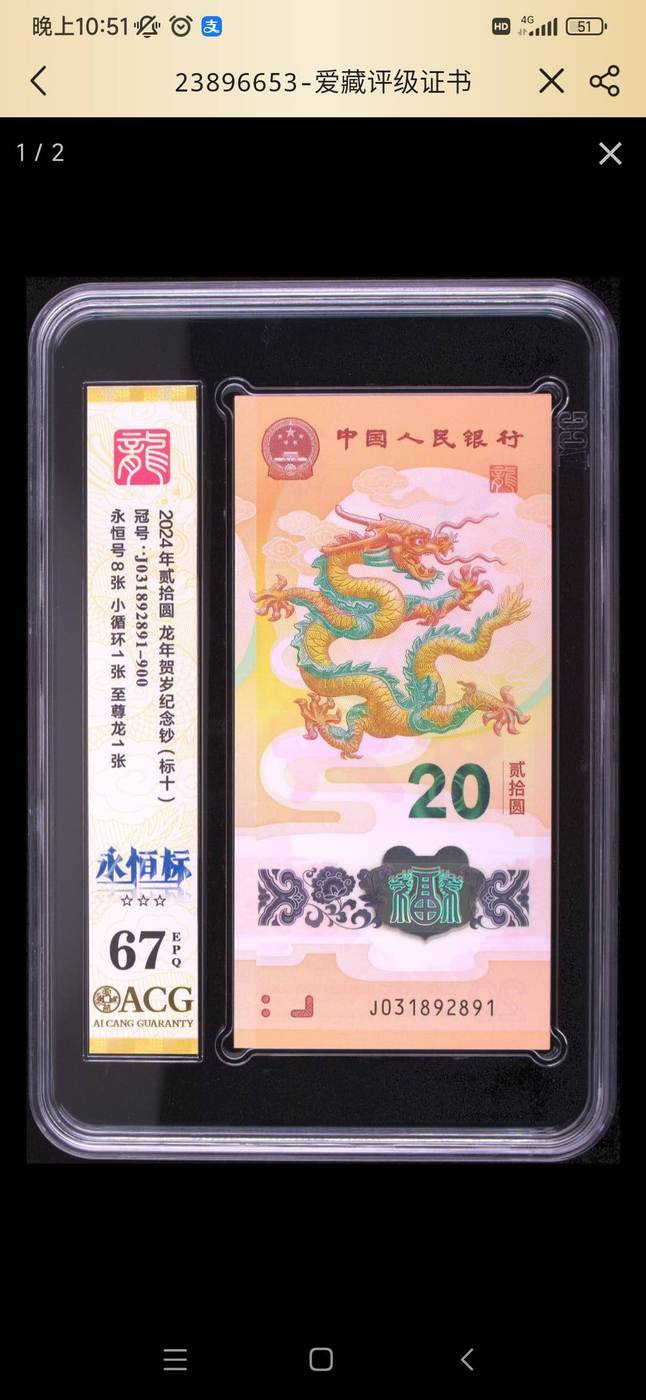 晚上10:51
支
HD
4G
51
23896653-爱藏评级证书
1 / 2
龍
2024年贰拾圆 龙年贺岁纪念钞(标十)
冠号:J031892891-900
永恒号8张 小循环1张 至尊龙1张
永恒标
☆☆☆
67
EPQ
ACG
AI CANG GUARANTY
中国人民银行
龍
20
贰拾圆
福
J031892891
ACG